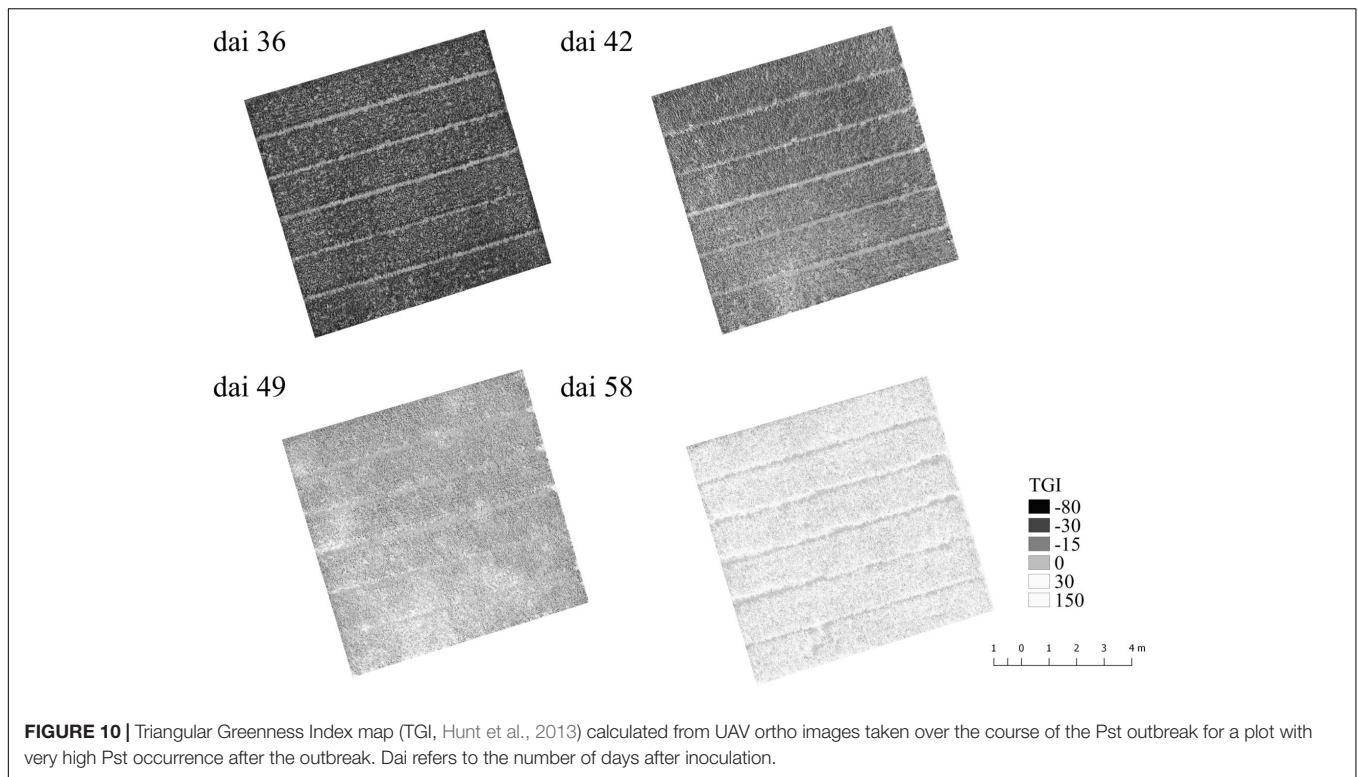 dai 36
dai 42
dai 49
dai 58
TGI
-80
-30
-15
0
30
150
1 0 1 2 3 4 m
FIGURE 10 | Triangular Greenness Index map (TGI, Hunt et al., 2013) calculated from UAV ortho images taken over the course of the Pst outbreak for a plot with
very high Pst occurrence after the outbreak. Dai refers to the number of days after inoculation.